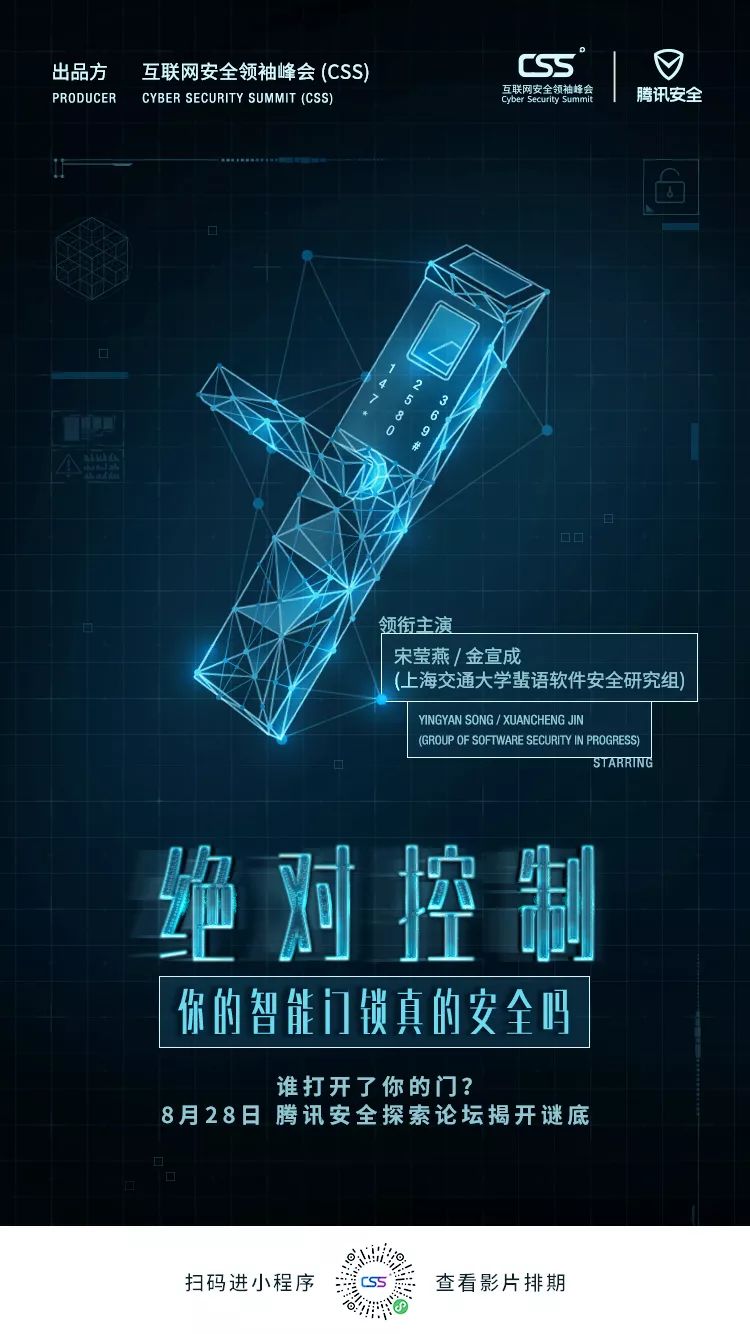 出品方 互联网安全领袖峰会 (CSS)
PRODUCER CYBER SECURITY SUMMIT (CSS)
CSS
互联网安全领袖峰会
Cyber Security Summit
腾讯安全
1 2 3
4 5 6
7 8 9
* 0 #
领衔主演
宋莹燕 / 金宣成
(上海交通大学蜚语软件安全研究组)
YINGYAN SONG / XUANCHENG JIN
(GROUP OF SOFTWARE SECURITY IN PROGRESS)
STARRING
绝对控制
你的智能门锁真的安全吗
谁打开了你的门?
8月28日 腾讯安全探索论坛揭开谜底
扫码进小程序 CSS 查看影片排期